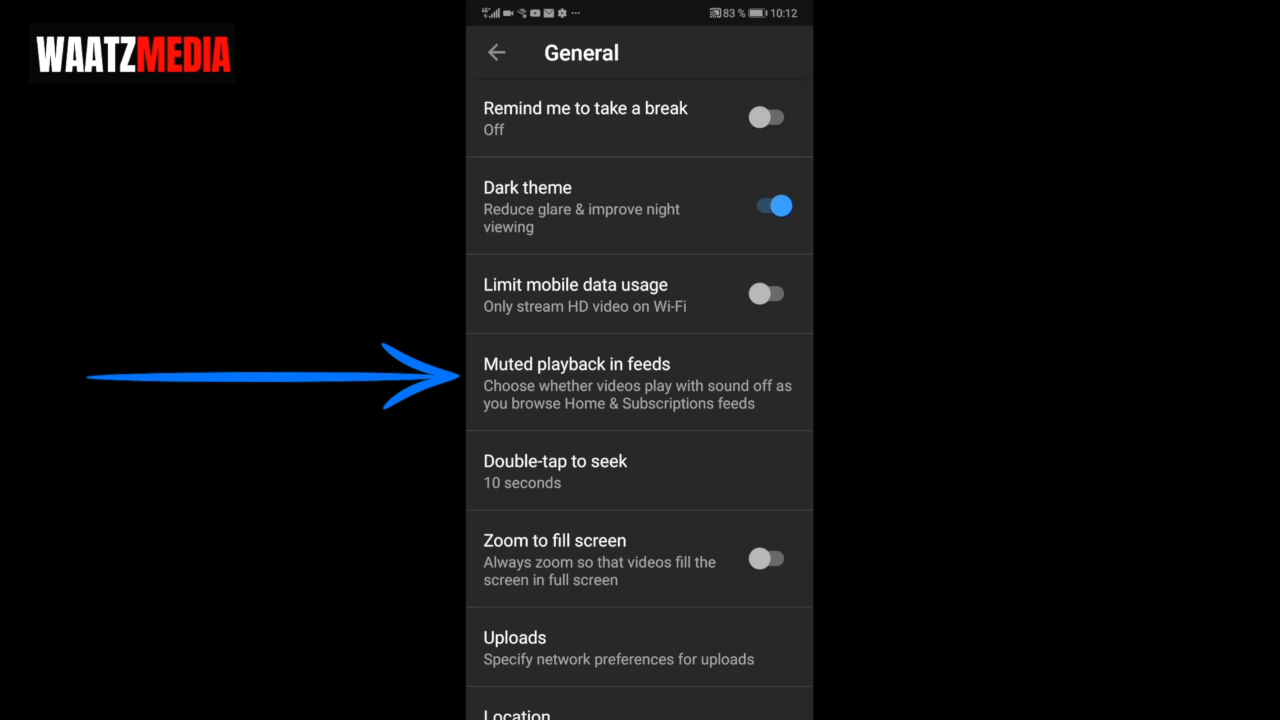 WAATZMEDIA
83 % 10:12
General
Remind me to take a break
Off
Dark theme
Reduce glare & improve night
viewing
Limit mobile data usage
Only stream HD video on Wi-Fi
Muted playback in feeds
Choose whether videos play with sound off as
you browse Home & Subscriptions feeds
Double-tap to seek
10 seconds
Zoom to fill screen
Always zoom so that videos fill the
screen in full screen
Uploads
Specify network preferences for uploads
Location